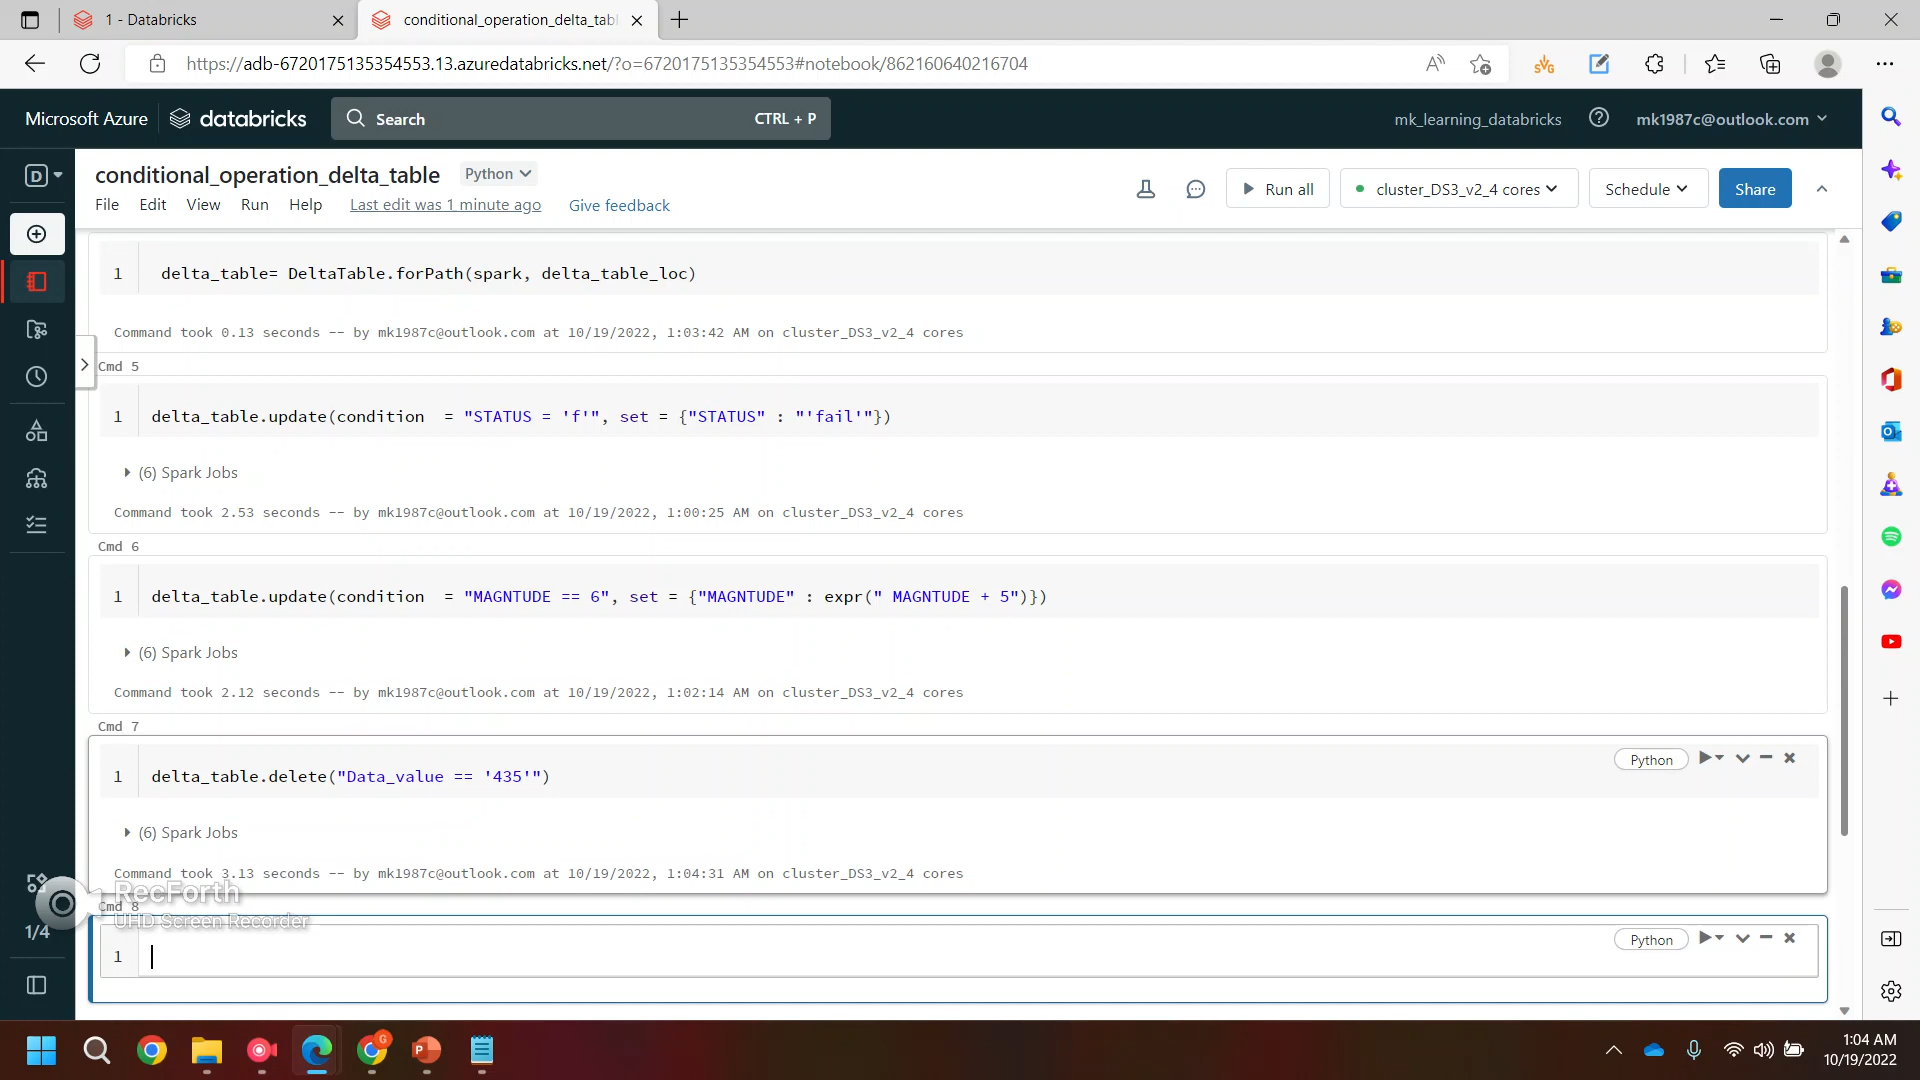 1 - Databricks
conditional_operation_delta_tabl
https://adb-6720175135354553.13.azuredatabricks.net/?o=6720175135354553#notebook/862160640216704
Microsoft Azure databricks Search CTRL + P mk_learning_databricks mk1987c@outlook.com
D
conditional_operation_delta_table Python
File Edit View Run Help Last edit was 1 minute ago Give feedback
Run all cluster_DS3_v2_4 cores Schedule Share
1 delta_table= DeltaTable.forPath(spark, delta_table_loc)
Command took 0.13 seconds -- by mk1987c@outlook.com at 10/19/2022, 1:03:42 AM on cluster_DS3_v2_4 cores
Cmd 5
1 delta_table.update(condition  = "STATUS = 'f'", set = {"STATUS" : "'fail'"})
(6) Spark Jobs
Command took 2.53 seconds -- by mk1987c@outlook.com at 10/19/2022, 1:00:25 AM on cluster_DS3_v2_4 cores
Cmd 6
1 delta_table.update(condition  = "MAGNTUDE == 6", set = {"MAGNTUDE" : expr(" MAGNTUDE + 5")})
(6) Spark Jobs
Command took 2.12 seconds -- by mk1987c@outlook.com at 10/19/2022, 1:02:14 AM on cluster_DS3_v2_4 cores
Cmd 7
1 delta_table.delete("Data_value == '435'")
Python
(6) Spark Jobs
Command took 3.13 seconds -- by mk1987c@outlook.com at 10/19/2022, 1:04:31 AM on cluster_DS3_v2_4 cores
RecForth
Cmd 8
UHD Screen Recorder
1/4
1
Python
1:04 AM
10/19/2022